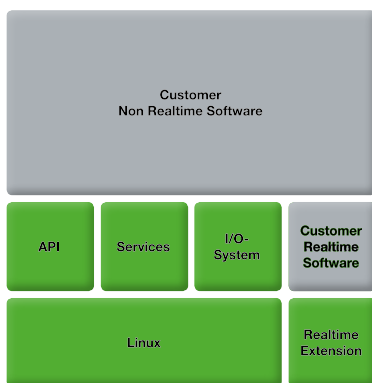 Customer
Non Realtime Software
API
Services
I/O-
System
Customer
Realtime
Software
Linux
Realtime
Extension